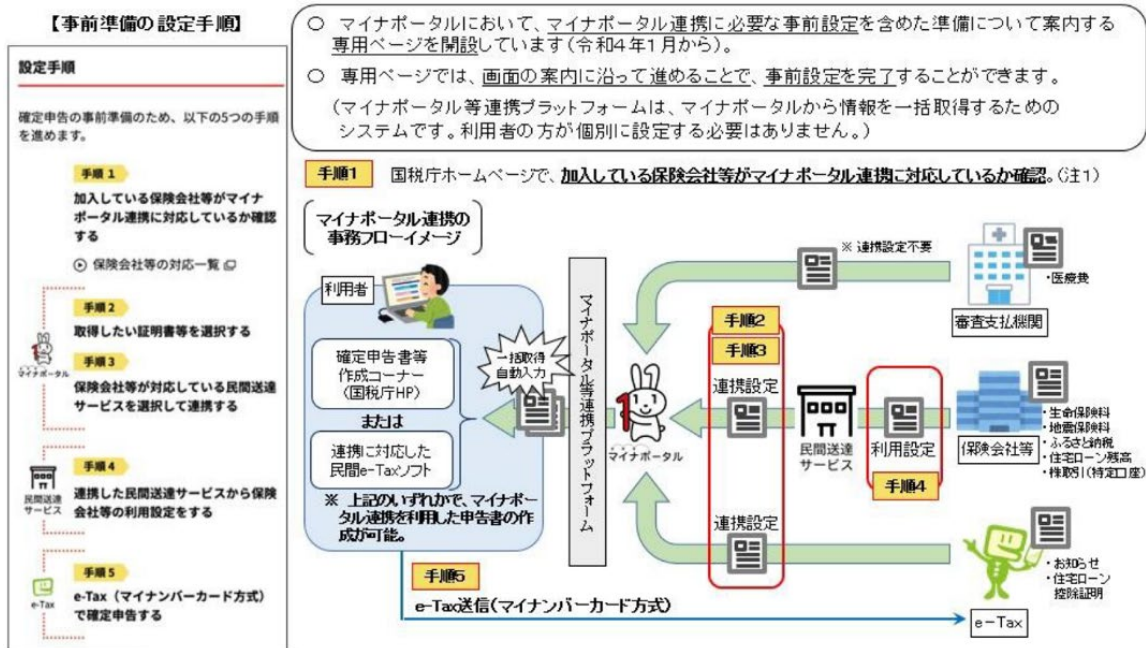 【事前準備の設定手順】
設定手順
確定申告の事前準備のため、以下の5つの手順
を進めます。
手順 1
加入している保険会社等がマイナ
ポータル連携に対応しているか確認
する
保険会社等の対応一覧
手順 2
取得したい証明書等を選択する
マイナポータル
手順 3
保険会社等が対応している民間送達
サービスを選択して連携する
手順 4
連携した民間送達サービスから保険
会社等の利用設定をする
民間送達
サービス
手順 5
e-Tax（マイナンバーカード方式）
で確定申告する
e-Tax
○ マイナポータルにおいて、マイナポータル連携に必要な事前設定を含めた準備について案内する
専用ページを開設しています（令和4年1月から）。
○ 専用ページでは、画面の案内に沿って進めることで、事前設定を完了することができます。
（マイナポータル等連携プラットフォームは、マイナポータルから情報を一括取得するための
システムです。利用者の方が個別に設定する必要はありません。）
手順1 国税庁ホームページで、加入している保険会社等がマイナポータル連携に対応しているか確認。（注1）
マイナポータル連携の
事務フローイメージ
利用者
確定申告書等
作成コーナー
（国税庁HP）
または
連携に対応した
民間e-Taxソフト
※ 上記のいずれかで、マイナポー
タル連携を利用した申告書の作
成が可能。
一括取得
自動入力
マイナポータル等連携プラットフォーム
マイナポータル
※ 連携設定不要
・医療費
審査支払機関
手順2
手順3
連携設定
民間送達
サービス
利用設定
手順4
保険会社等
・生命保険料
・地震保険料
・ふるさと納税
・住宅ローン残高
・株取引（特定口座）
連携設定
・お知らせ
・住宅ローン
控除証明
e-Tax
手順5
e-Tax送信（マイナンバーカード方式）